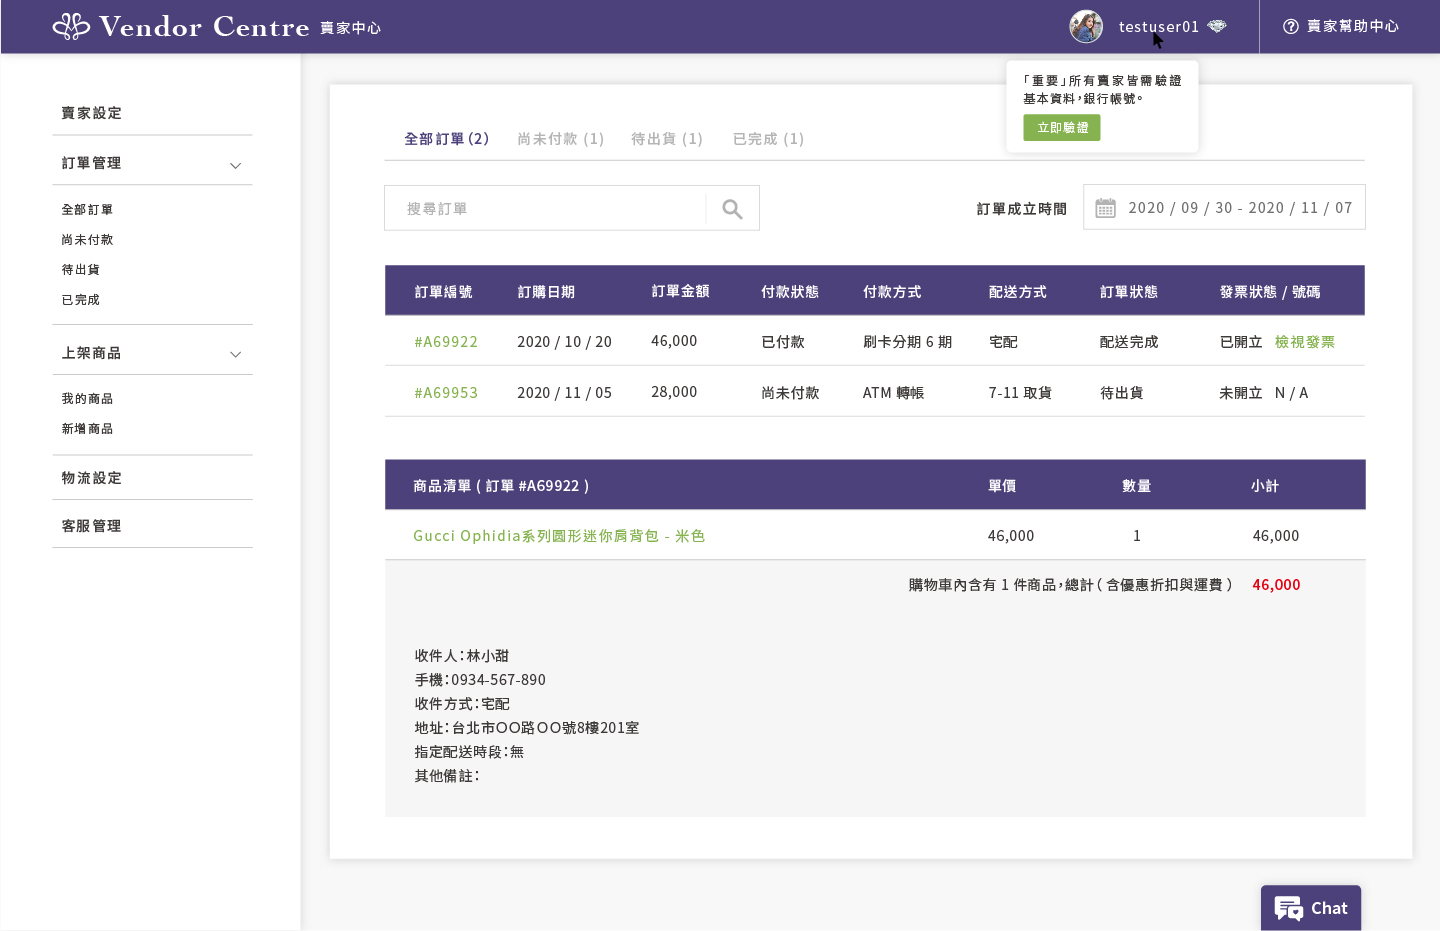 Vendor Centre 賣家中心
testuser01
賣家幫助中心
「重要」所有賣家皆需驗證
基本資料，銀行帳號。
立即驗證
賣家設定
訂單管理
全部訂單
尚未付款
待出貨
已完成
上架商品
我的商品
新增商品
物流設定
客服管理
全部訂單（2） 尚未付款 (1) 待出貨 (1) 已完成 (1)
搜尋訂單
訂單成立時間 2020 / 09 / 30 - 2020 / 11 / 07
訂單編號 訂購日期 訂單金額 付款狀態 付款方式 配送方式 訂單狀態 發票狀態 / 號碼
#A69922 2020 / 10 / 20 46,000 已付款 刷卡分期 6 期 宅配 配送完成 已開立 檢視發票
#A69953 2020 / 11 / 05 28,000 尚未付款 ATM 轉帳 7-11 取貨 待出貨 未開立 N / A
商品清單 ( 訂單 #A69922 ) 單價 數量 小計
Gucci Ophidia系列圓形迷你肩背包 - 米色 46,000 1 46,000
購物車內含有 1 件商品，總計（ 含優惠折扣與運費 ） 46,000
收件人：林小甜
手機：0934-567-890
收件方式：宅配
地址：台北市〇〇路〇〇號8樓201室
指定配送時段：無
其他備註：
Chat